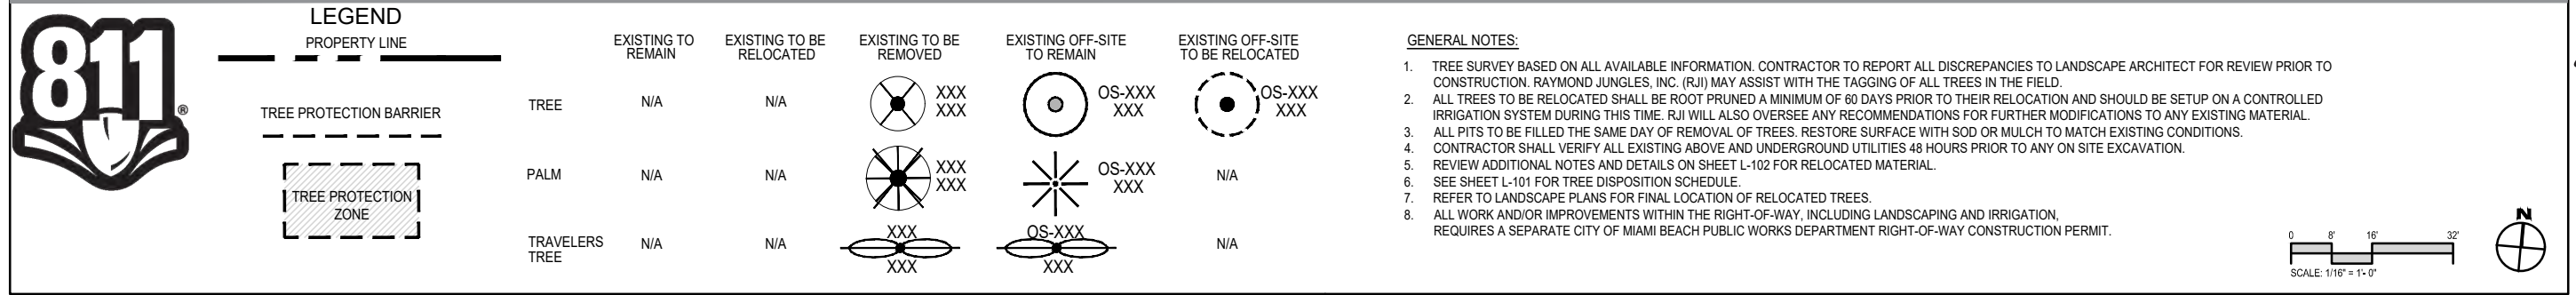 811
®
LEGEND
PROPERTY LINE
TREE PROTECTION BARRIER
TREE PROTECTION
ZONE
EXISTING TO
REMAIN
EXISTING TO BE
RELOCATED
EXISTING TO BE
REMOVED
EXISTING OFF-SITE
TO REMAIN
EXISTING OFF-SITE
TO BE RELOCATED
TREE
N/A
N/A
XXX
XXX
OS-XXX
XXX
OS-XXX
XXX
PALM
N/A
N/A
XXX
XXX
OS-XXX
XXX
N/A
TRAVELERS
TREE
N/A
N/A
XXX
XXX
OS-XXX
XXX
N/A
GENERAL NOTES:
1. TREE SURVEY BASED ON ALL AVAILABLE INFORMATION. CONTRACTOR TO REPORT ALL DISCREPANCIES TO LANDSCAPE ARCHITECT FOR REVIEW PRIOR TO
CONSTRUCTION. RAYMOND JUNGLES, INC. (RJI) MAY ASSIST WITH THE TAGGING OF ALL TREES IN THE FIELD.
2. ALL TREES TO BE RELOCATED SHALL BE ROOT PRUNED A MINIMUM OF 60 DAYS PRIOR TO THEIR RELOCATION AND SHOULD BE SETUP ON A CONTROLLED
IRRIGATION SYSTEM DURING THIS TIME. RJI WILL ALSO OVERSEE ANY RECOMMENDATIONS FOR FURTHER MODIFICATIONS TO ANY EXISTING MATERIAL.
3. ALL PITS TO BE FILLED THE SAME DAY OF REMOVAL OF TREES. RESTORE SURFACE WITH SOD OR MULCH TO MATCH EXISTING CONDITIONS.
4. CONTRACTOR SHALL VERIFY ALL EXISTING ABOVE AND UNDERGROUND UTILITIES 48 HOURS PRIOR TO ANY ON SITE EXCAVATION.
5. REVIEW ADDITIONAL NOTES AND DETAILS ON SHEET L-102 FOR RELOCATED MATERIAL.
6. SEE SHEET L-101 FOR TREE DISPOSITION SCHEDULE.
7. REFER TO LANDSCAPE PLANS FOR FINAL LOCATION OF RELOCATED TREES.
8. ALL WORK AND/OR IMPROVEMENTS WITHIN THE RIGHT-OF-WAY, INCLUDING LANDSCAPING AND IRRIGATION,
REQUIRES A SEPARATE CITY OF MIAMI BEACH PUBLIC WORKS DEPARTMENT RIGHT-OF-WAY CONSTRUCTION PERMIT.
0 8' 16' 32'
SCALE: 1/16" = 1'- 0"
N